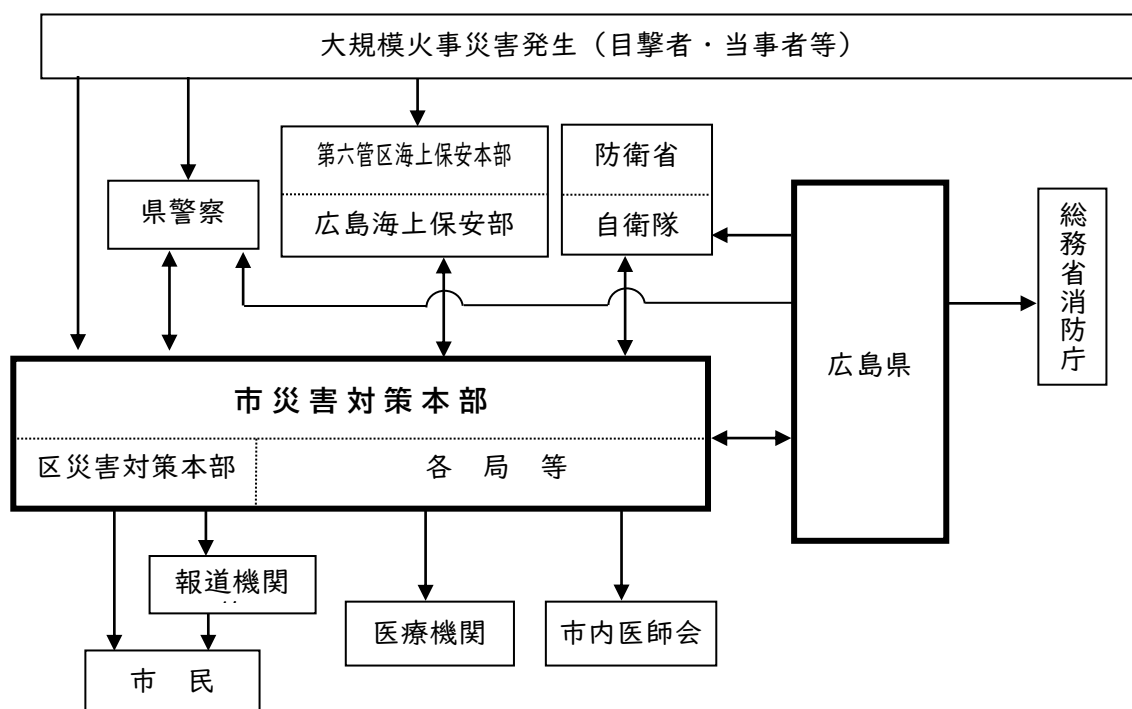 大規模火事災害発生（目撃者・当事者等）
第六管区海上保安本部
広島海上保安部
防衛省
自衛隊
県警察
総務省消防庁
広島県
市災害対策本部
区災害対策本部
各局等
報道機関
医療機関
市内医師会
市民